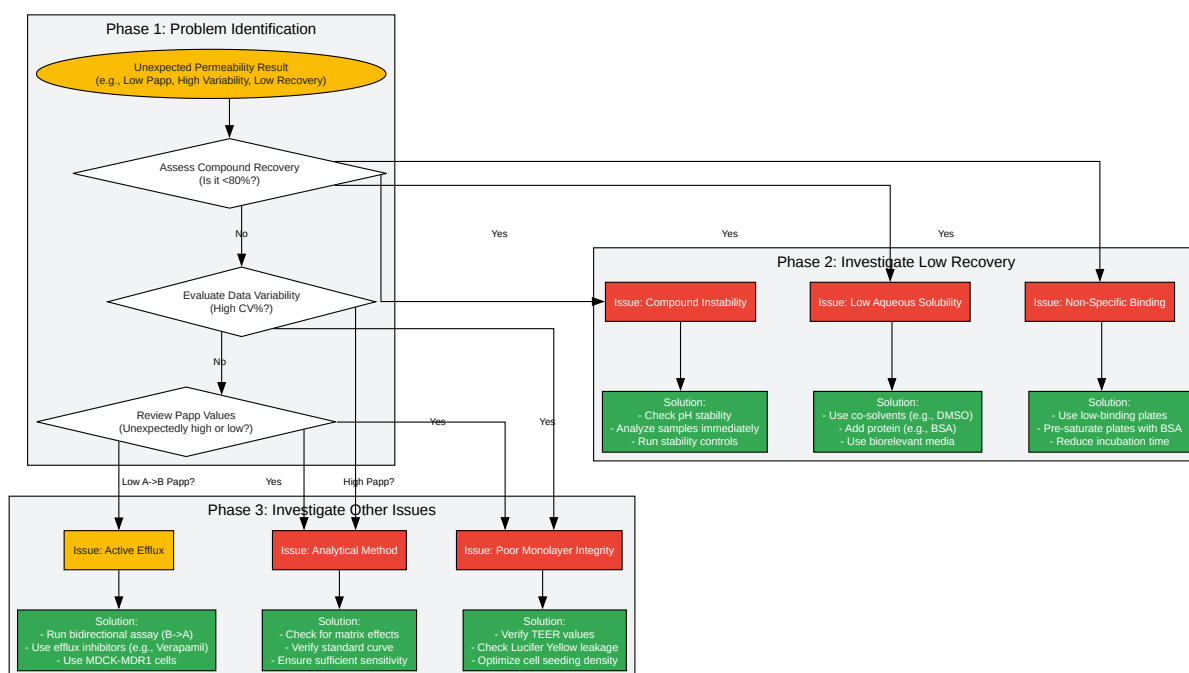 Phase 1: Problem Identification
Unexpected Permeability Result
(e.g., Low Papp, High Variability, Low Recovery)
Assess Compound Recovery
(Is it <80%?)
No
Yes
Yes
Yes
Evaluate Data Variability
(High CV%?)
No
Review Papp Values
(Unexpectedly high or low?)
Yes
Yes
Low A->B Papp?
Yes
High Papp?
Phase 2: Investigate Low Recovery
Issue: Compound Instability
Issue: Low Aqueous Solubility
Issue: Non-Specific Binding
Solution:
- Check pH stability
- Analyze samples immediately
- Run stability controls
Solution:
- Use co-solvents (e.g., DMSO)
- Add protein (e.g., BSA)
- Use biorelevant media
Solution:
- Use low-binding plates
- Pre-saturate plates with BSA
- Reduce incubation time
Phase 3: Investigate Other Issues
Issue: Active Efflux
Issue: Analytical Method
Issue: Poor Monolayer Integrity
Solution:
- Run bidirectional assay (B->A)
- Use efflux inhibitors (e.g., Verapamil)
- Use MDCK-MDR1 cells
Solution:
- Check for matrix effects
- Verify standard curve
- Ensure sufficient sensitivity
Solution:
- Verify TEER values
- Check Lucifer Yellow leakage
- Optimize cell seeding density